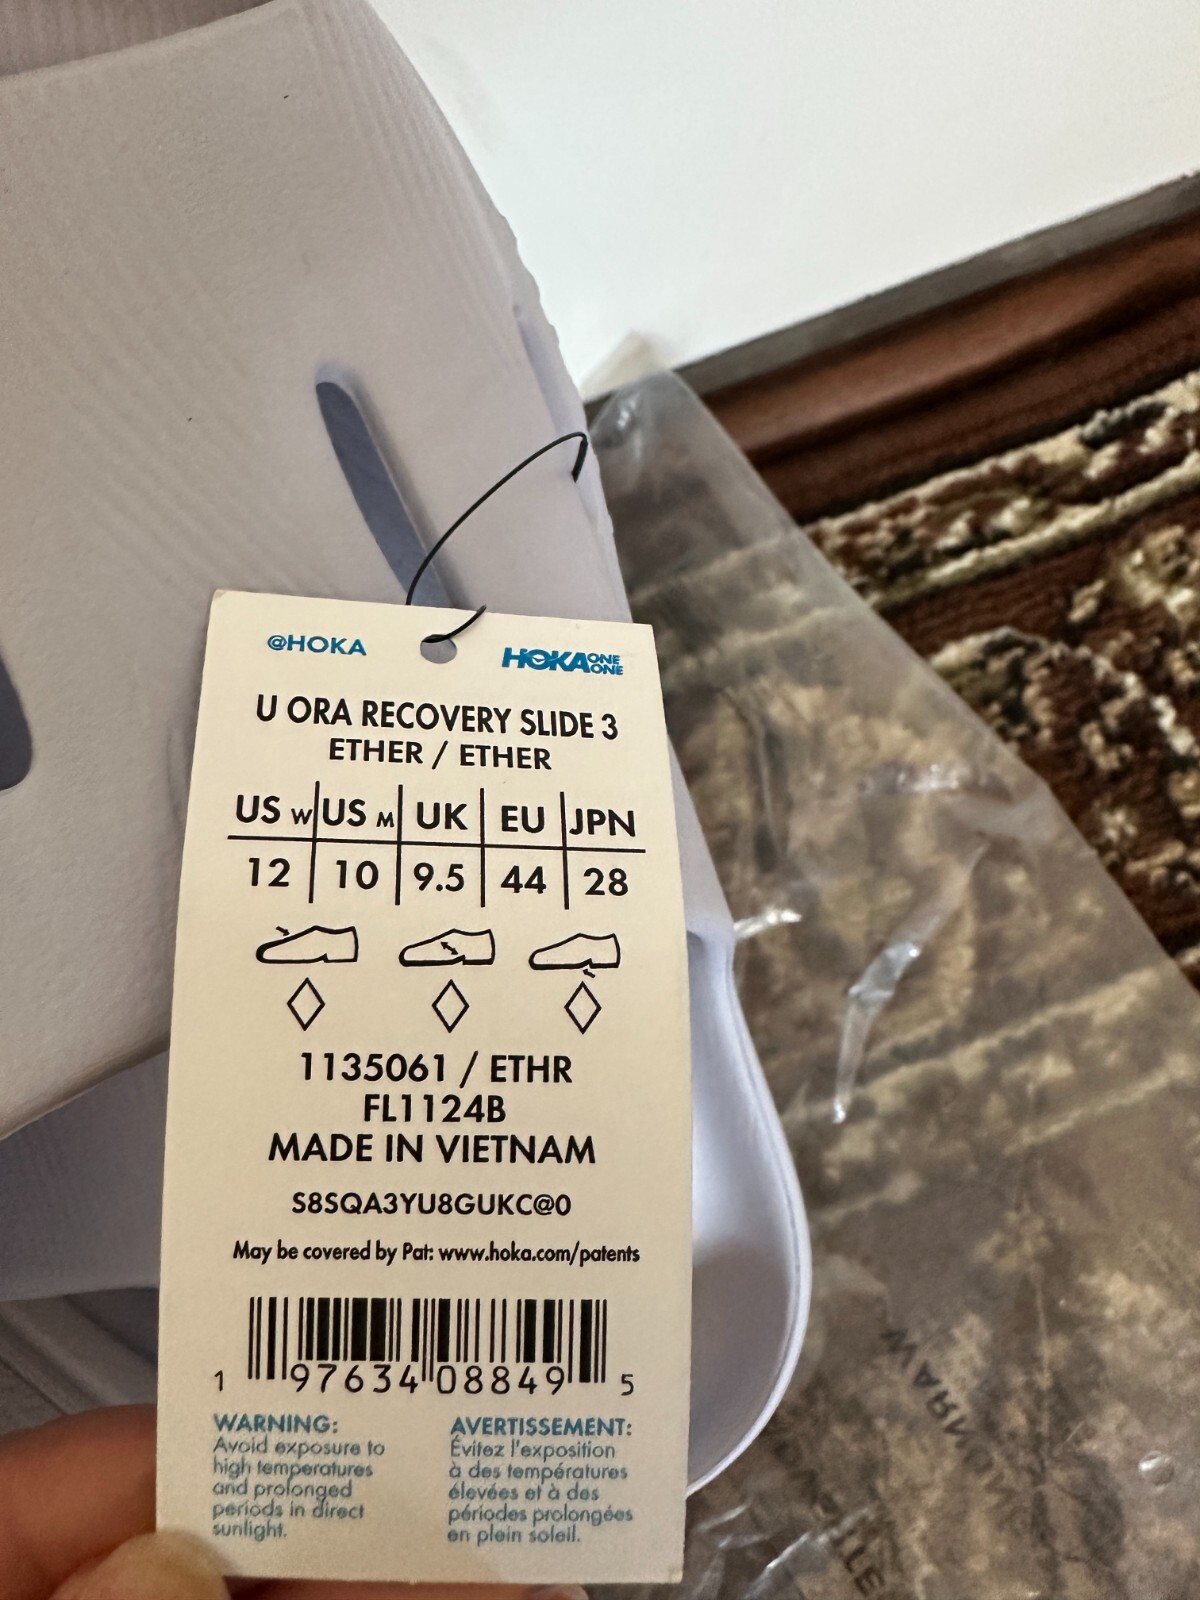 @HOKA
HOKA ONE ONE
U ORA RECOVERY SLIDE 3
ETHER / ETHER
US W US M UK EU JPN
12 10 9.5 44 28
1135061 / ETHR
FL1124B
MADE IN VIETNAM
S8SQA3YU8GUKC@0
May be covered by Pat: www.hoka.com/patents
1 97634 08849 5
WARNING:
Avoid exposure to
high temperatures
and prolonged
periods in direct
sunlight.
AVERTISSEMENT:
Évitez l'exposition
à des températures
élevées et à des
périodes prolongées
en plein soleil.